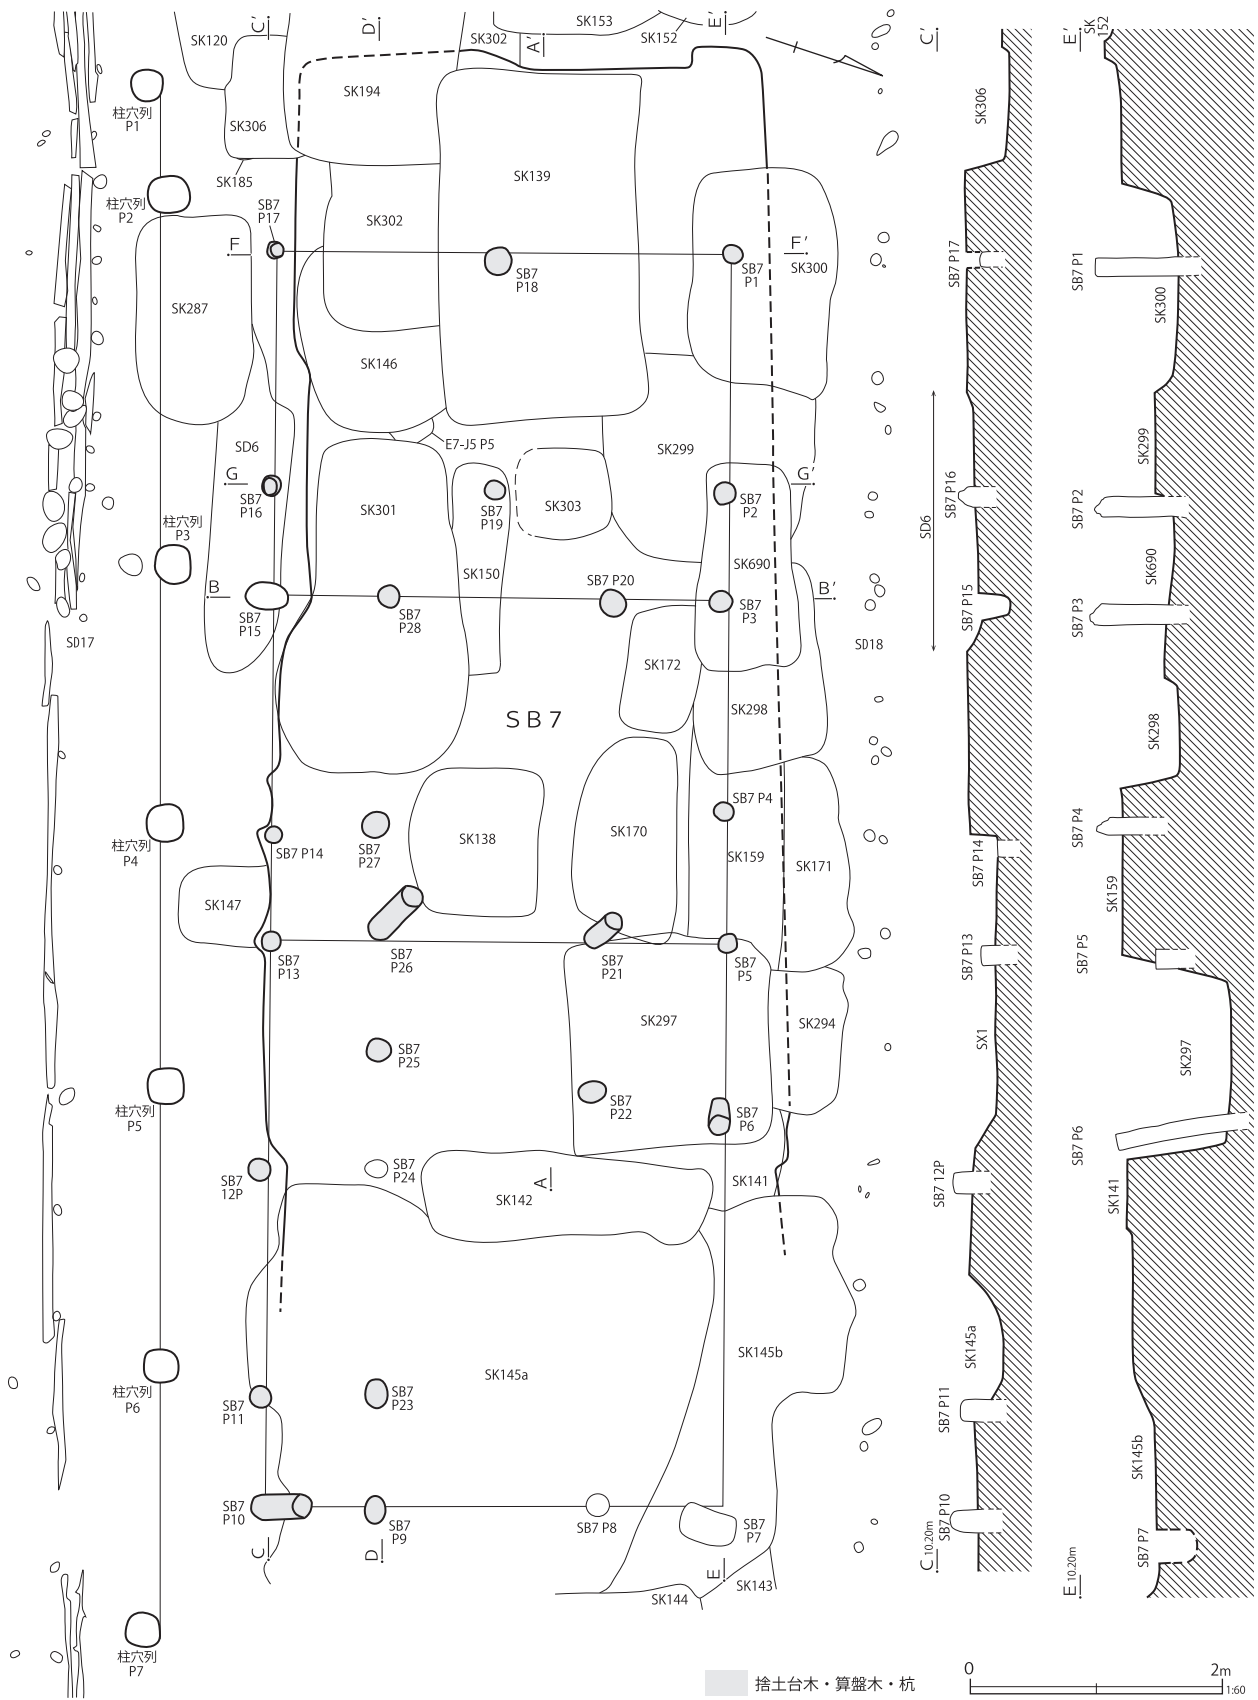 SK120
C'
D'
SK302
A'
SK153
SK152
E'
C'
E'
SK
152
柱穴列
P1
SK194
SK306
SK306
SK185
SK139
柱穴列
P2
SB7
P17
SK302
F
F'
SK300
SB7
P18
SB7
P1
SB7 P17
SB7 P1
SK300
SK287
SK146
SD6
E7-J5 P5
SK299
SK299
G
G'
SB7
P16
SK301
SB7
P19
SK303
SB7
P2
SB7 P16
SB7 P2
柱穴列
P3
SD6
SK150
SK690
SK690
B
SB7 P20
B'
SB7
P15
SB7
P28
SB7
P3
SB7 P15
SB7 P3
SD17
SD18
SK172
SB7
SK298
SK298
SB7 P4
柱穴列
P4
SB7 P14
SB7
P27
SK138
SK170
SK159
SK171
SB7 P14
SB7 P4
SK159
SK147
SB7
P13
SB7
P26
SB7
P21
SB7
P5
SB7 P13
SB7 P5
SK297
SK294
SX1
SK297
SB7
P25
柱穴列
P5
SB7
P22
SB7
P6
SB7 P6
SB7
12P
SB7
P24
SK142
A
SK141
SB7 12P
SK141
SK145a
SK145b
SK145a
柱穴列
P6
SB7
P11
SB7
P23
SB7 P11
SK145b
SB7
P10
SB7
P9
SB7 P8
SB7
P7
SB7 P10
SB7 P7
C
D
E
C 10.20m
E 10.20m
SK144
SK143
柱穴列
P7
捨土台木・算盤木・杭
0
2m
1:60